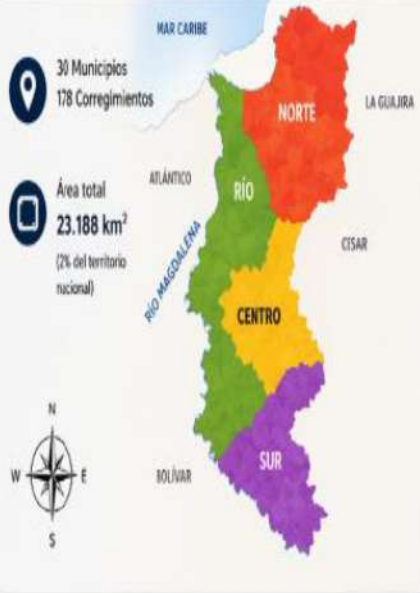 MAR CARIBE
30 Municipios
178 Corregimientos
NORTE
LA GUAJIRA
ATLÁNTICO
RÍO
Área total
23.188 km²
(2% del territorio
nacional)
CESAR
RÍO MAGDALENA
CENTRO
N
W E
S
BOLÍVAR
SUR